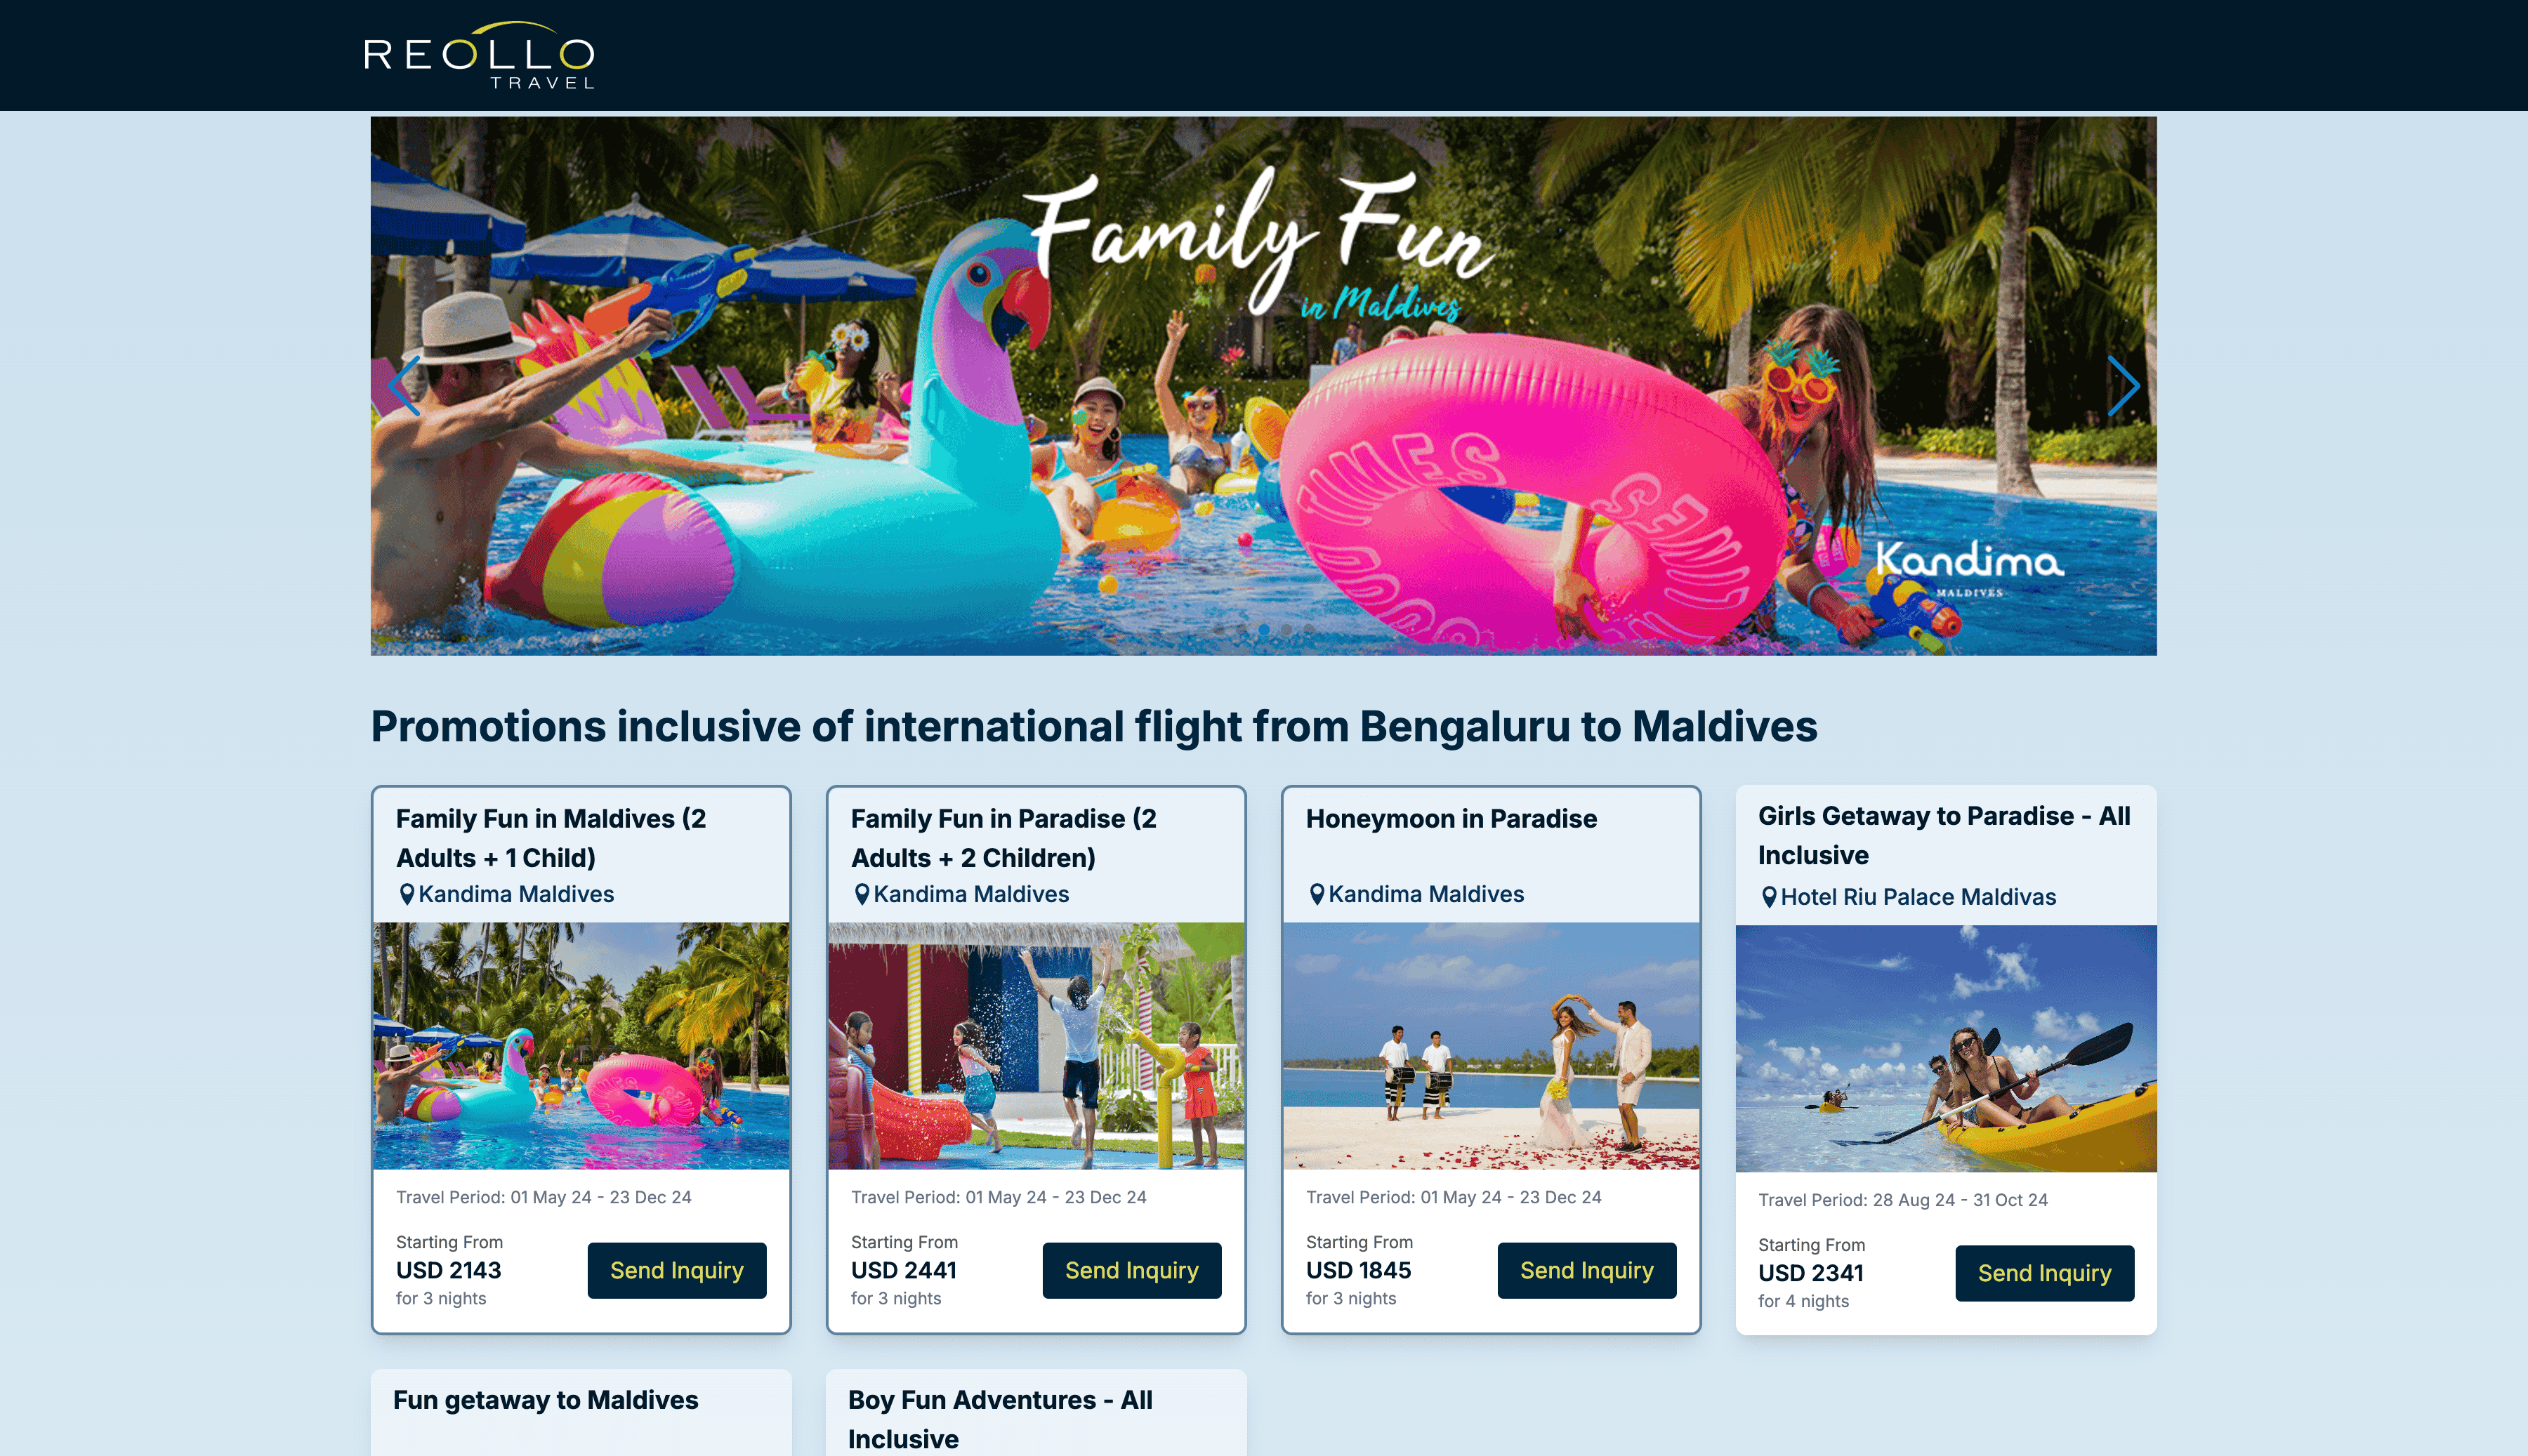 REOLLO
TRAVEL
Family Fun
in Maldives
TIMES
GOOD
TIMES
Kandima
MALDIVES
Promotions inclusive of international flight from Bengaluru to Maldives
Family Fun in Maldives (2
Adults + 1 Child)
Kandima Maldives
Travel Period: 01 May 24 - 23 Dec 24
Starting From
USD 2143
for 3 nights
Send Inquiry
Family Fun in Paradise (2
Adults + 2 Children)
Kandima Maldives
Travel Period: 01 May 24 - 23 Dec 24
Starting From
USD 2441
for 3 nights
Send Inquiry
Honeymoon in Paradise
Kandima Maldives
Travel Period: 01 May 24 - 23 Dec 24
Starting From
USD 1845
for 3 nights
Send Inquiry
Girls Getaway to Paradise - All
Inclusive
Hotel Riu Palace Maldivas
Travel Period: 28 Aug 24 - 31 Oct 24
Starting From
USD 2341
for 4 nights
Send Inquiry
Fun getaway to Maldives
Boy Fun Adventures - All
Inclusive